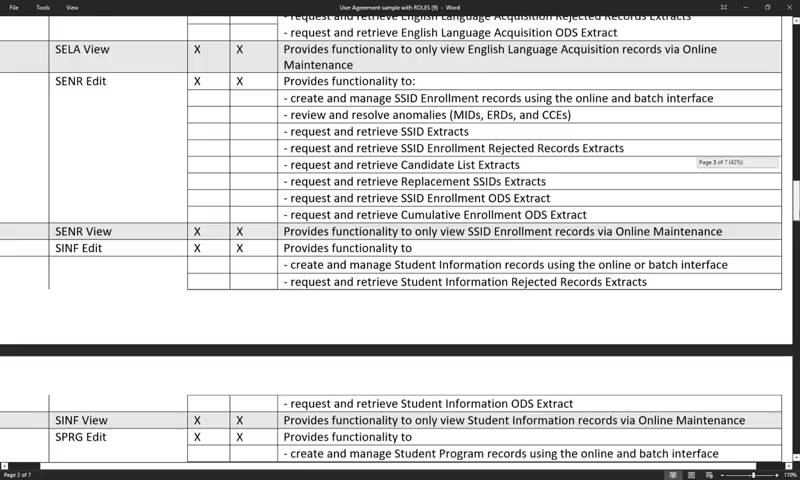 File Tools View User Agreement sample with ROLES (9) - Word
- request and retrieve English Language Acquisition Rejected Records Extracts
- request and retrieve English Language Acquisition ODS Extract
SELA View X X Provides functionality to only view English Language Acquisition records via Online
Maintenance
SENR Edit X X Provides functionality to:
- create and manage SSID Enrollment records using the online and batch interface
- review and resolve anomalies (MIDs, ERDs, and CCEs)
- request and retrieve SSID Extracts
- request and retrieve SSID Enrollment Rejected Records Extracts
- request and retrieve Candidate List Extracts
Page 3 of 7 (42%)
- request and retrieve Replacement SSIDs Extracts
- request and retrieve SSID Enrollment ODS Extract
- request and retrieve Cumulative Enrollment ODS Extract
SENR View X X Provides functionality to only view SSID Enrollment records via Online Maintenance
SINF Edit X X Provides functionality to
- create and manage Student Information records using the online or batch interface
- request and retrieve Student Information Rejected Records Extracts
- request and retrieve Student Information ODS Extract
SINF View X X Provides functionality to only view Student Information records via Online Maintenance
SPRG Edit X X Provides functionality to
- create and manage Student Program records using the online and batch interface
Page 2 of 7 170%